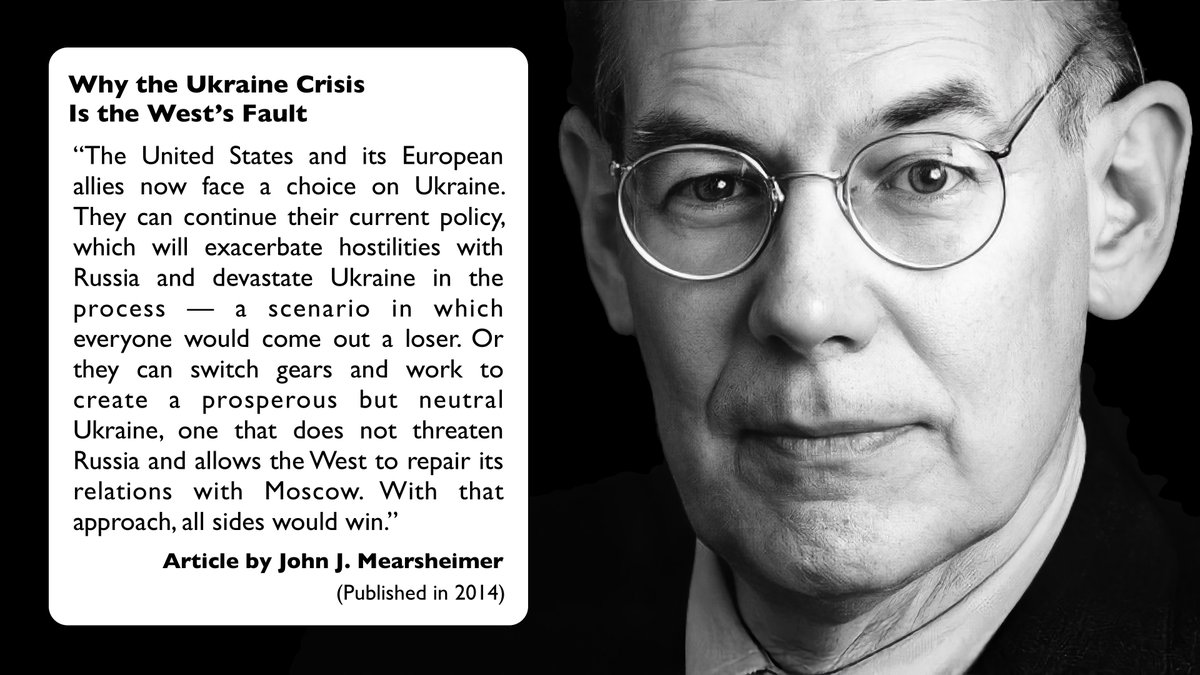 Why the Ukraine Crisis
Is the West’s Fault
“The United States and its European
allies now face a choice on Ukraine.
They can continue their current policy,
which will exacerbate hostilities with
Russia and devastate Ukraine in the
process — a scenario in which
everyone would come out a loser. Or
they can switch gears and work to
create a prosperous but neutral
Ukraine, one that does not threaten
Russia and allows the West to repair its
relations with Moscow. With that
approach, all sides would win.”
Article by John J. Mearsheimer
(Published in 2014)